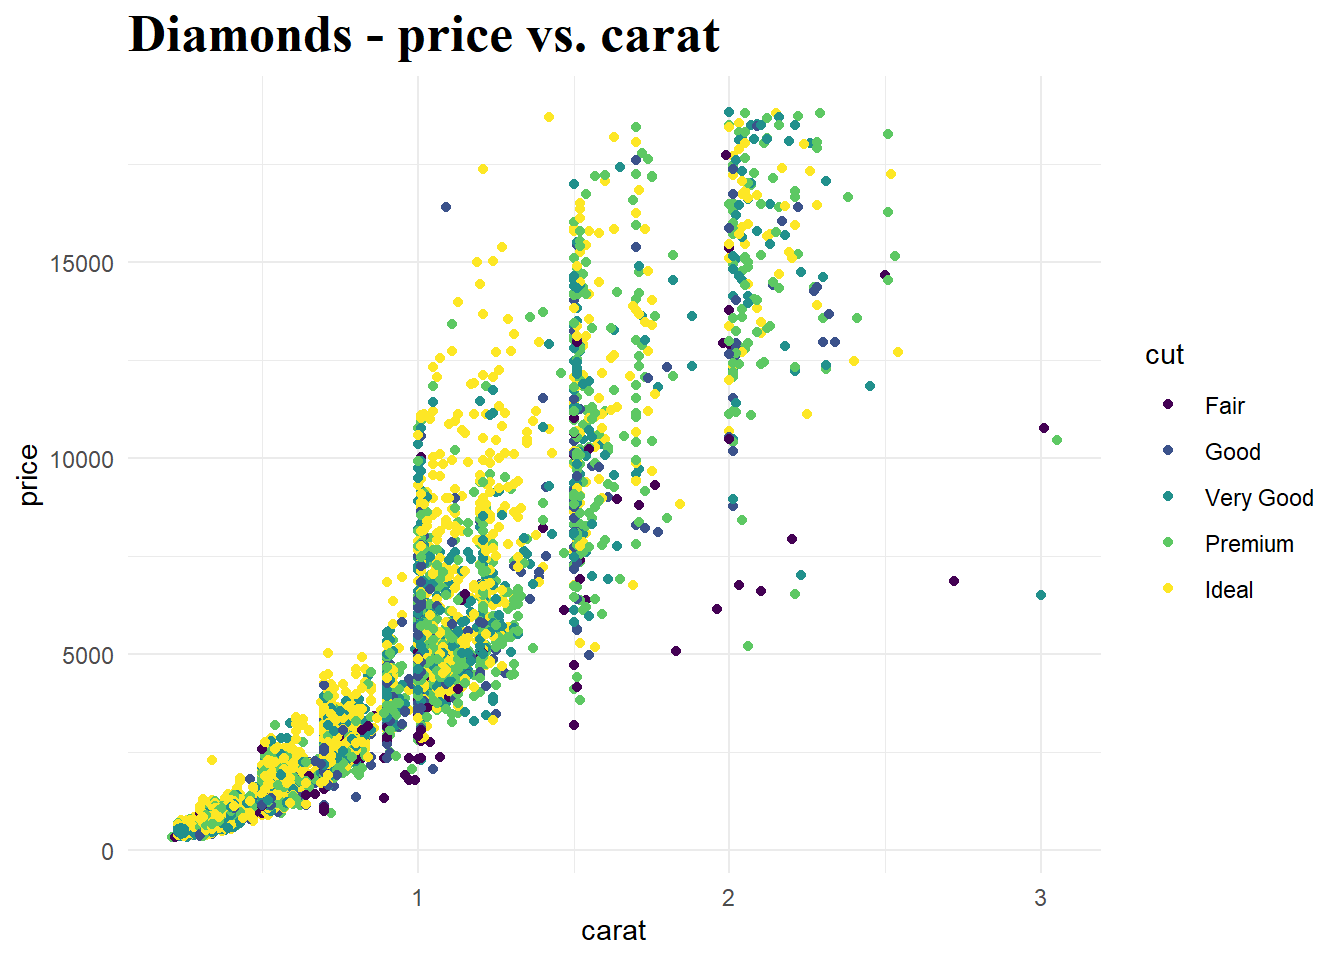 Diamonds - price vs. carat
price
15000
10000
5000
0
1 2 3
carat
cut
Fair
Good
Very Good
Premium
Ideal